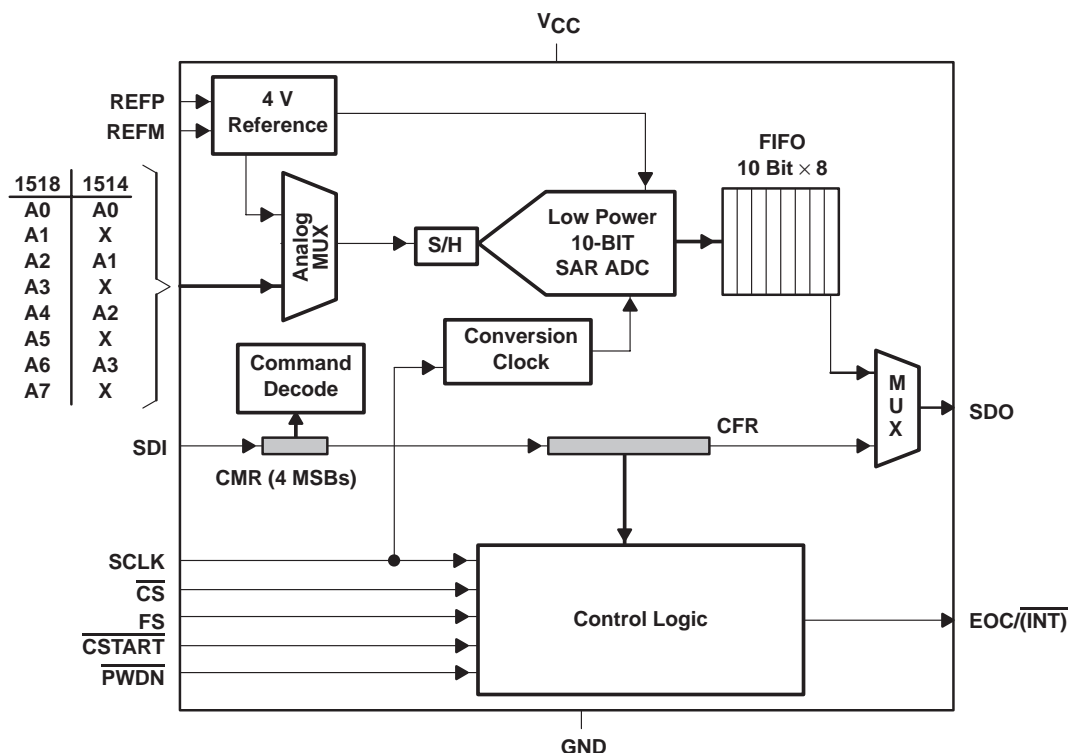 VCC
REFP
REFM
4 V
Reference
FIFO
10 Bit × 8
1518 1514
A0 A0
A1 X
A2 A1
A3 X
A4 A2
A5 X
A6 A3
A7 X
Analog
MUX
S/H
Low Power
10-BIT
SAR ADC
Conversion
Clock
Command
Decode
MUX
SDO
SDI
CMR (4 MSBs)
CFR
SCLK
CS
FS
CSTART
PWDN
Control Logic
EOC/(INT)
GND